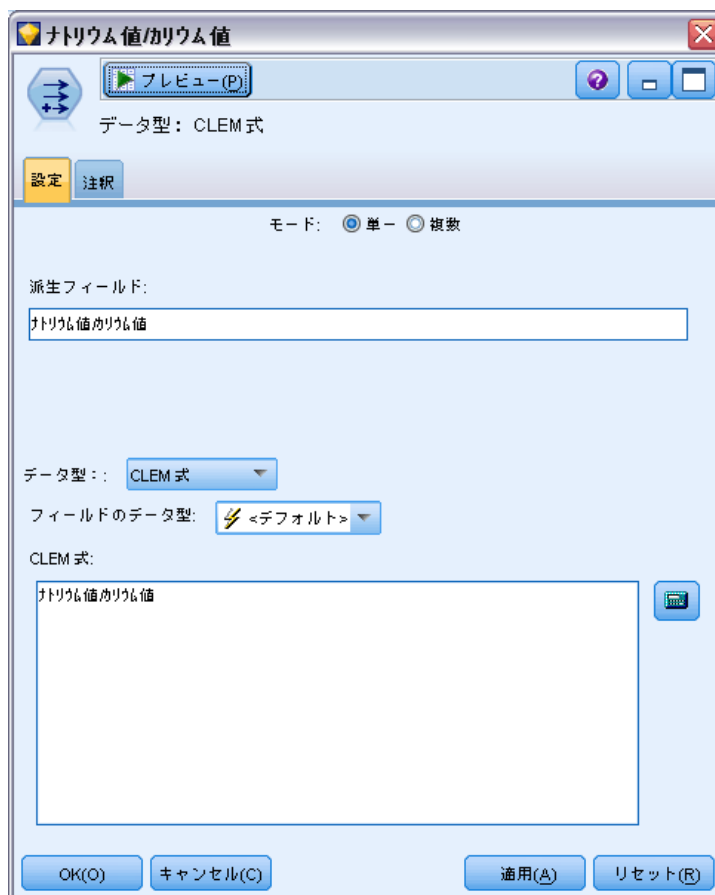 ナトリウム値/カリウム値
プレビュー(P)
データ型: CLEM 式
設定 注釈
モード: 単一 複数
派生フィールド:
ナトリウム値/カリウム値
データ型: : CLEM 式
フィールドのデータ型: <デフォルト>
CLEM 式:
ナトリウム値/カリウム値
OK(O) キャンセル(C) 適用(A) リセット(R)